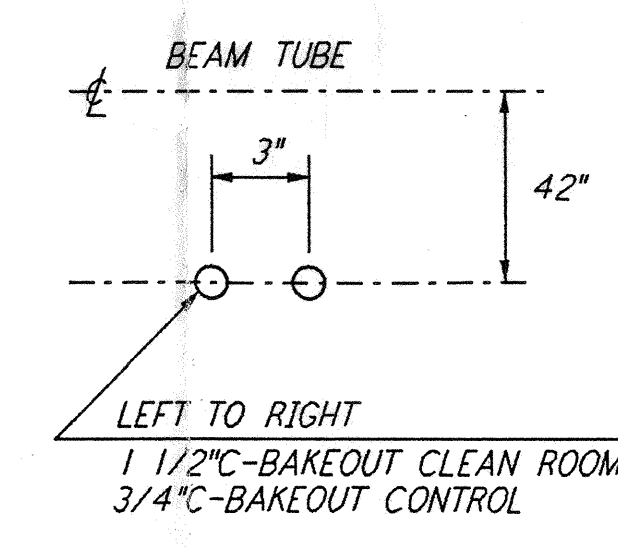 BEAM TUBE
℄
3"
42"
LEFT TO RIGHT
1 1/2"C-BAKEOUT CLEAN ROOM
3/4"C-BAKEOUT CONTROL